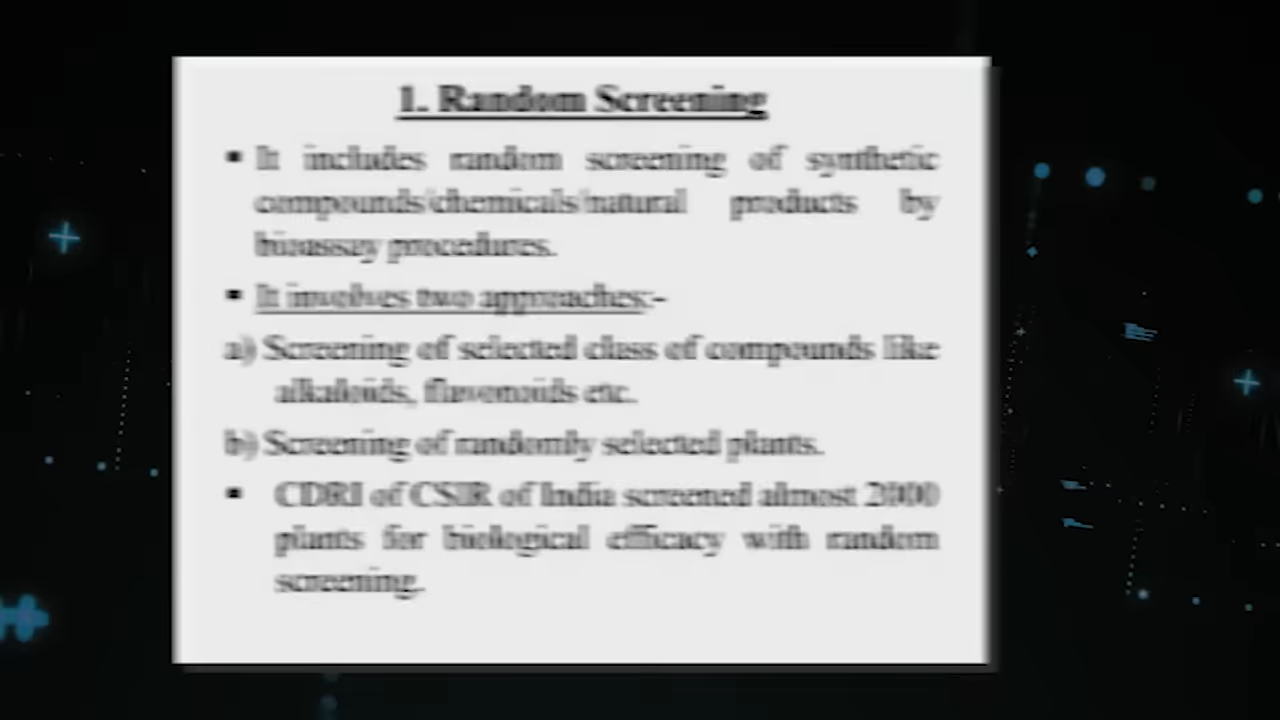 1. Random Screening
▪ It includes random screening of synthetic
compounds/chemicals/natural products by
bioassay procedures.
▪ It involves two approaches:-
a) Screening of selected class of compounds like
alkaloids, flavonoids etc.
b) Screening of randomly selected plants.
▪ CDRI of CSIR of India screened almost 2000
plants for biological efficacy with random
screening.